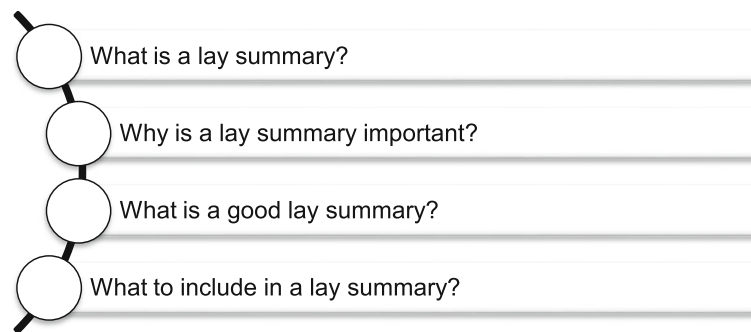 What is a lay summary?
Why is a lay summary important?
What is a good lay summary?
What to include in a lay summary?